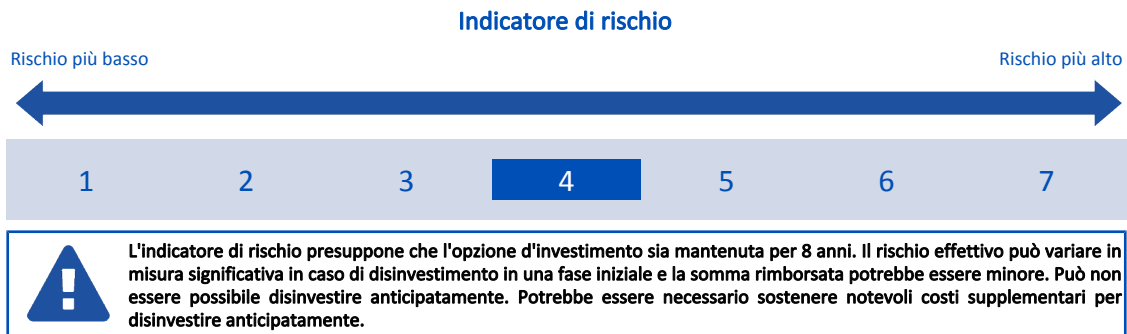 Indicatore di rischio
Rischio più basso
Rischio più alto
1 2 3 4 5 6 7
L'indicatore di rischio presuppone che l'opzione d'investimento sia mantenuta per 8 anni. Il rischio effettivo può variare in
misura significativa in caso di disinvestimento in una fase iniziale e la somma rimborsata potrebbe essere minore. Può non
essere possibile disinvestire anticipatamente. Potrebbe essere necessario sostenere notevoli costi supplementari per
disinvestire anticipatamente.